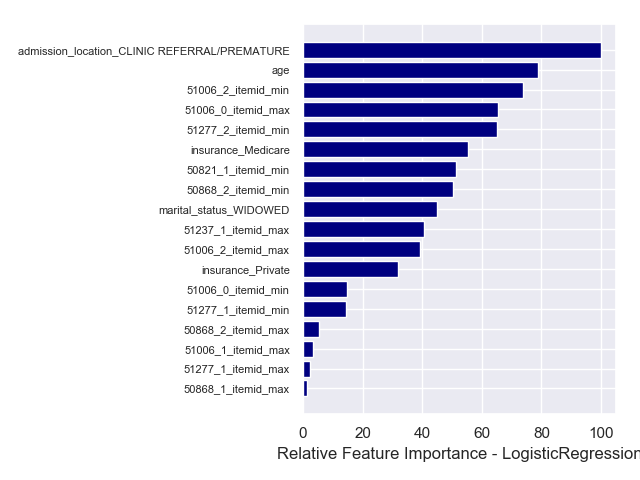 admission_location_CLINIC REFERRAL/PREMATURE
age
51006_2_itemid_min
51006_0_itemid_max
51277_2_itemid_min
insurance_Medicare
50821_1_itemid_min
50868_2_itemid_min
marital_status_WIDOWED
51237_1_itemid_max
51006_2_itemid_max
insurance_Private
51006_0_itemid_min
51277_1_itemid_min
50868_2_itemid_max
51006_1_itemid_max
51277_1_itemid_max
50868_1_itemid_max
0 20 40 60 80 100
Relative Feature Importance - LogisticRegression